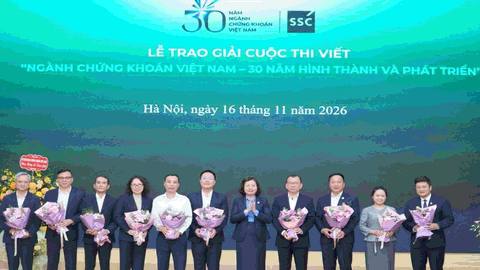 30 NĂM
NGÀNH
CHỨNG KHOÁN
VIỆT NAM
SSC
LỄ TRAO GIẢI CUỘC THI VIẾT
“NGÀNH CHỨNG KHOÁN VIỆT NAM – 30 NĂM HÌNH THÀNH VÀ PHÁT TRIỂN”
Hà Nội, ngày 16 tháng 11 năm 2026